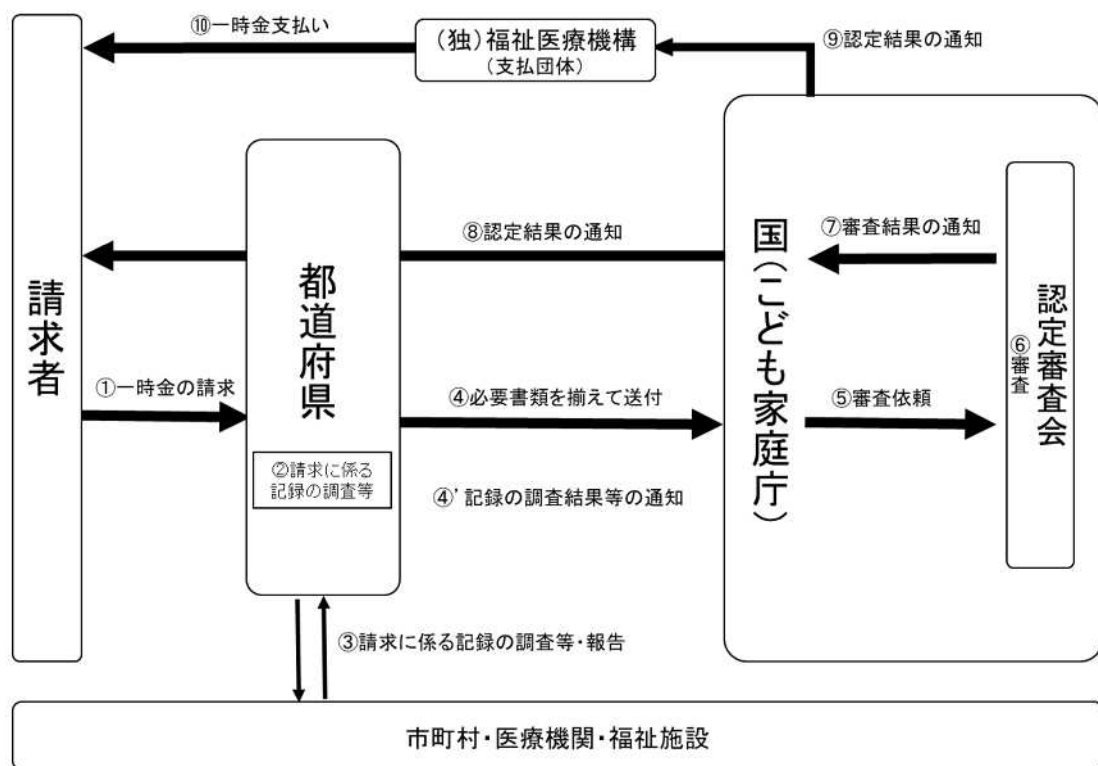 ⑩一時金支払い
(独)福祉医療機構
(支払団体)
⑨認定結果の通知
請求者
都道府県
②請求に係る
記録の調査等
⑧認定結果の通知
国(こども家庭庁)
⑦審査結果の通知
認定審査会
⑥審査
①一時金の請求
④必要書類を揃えて送付
⑤審査依頼
④'記録の調査結果等の通知
③請求に係る記録の調査等・報告
市町村・医療機関・福祉施設